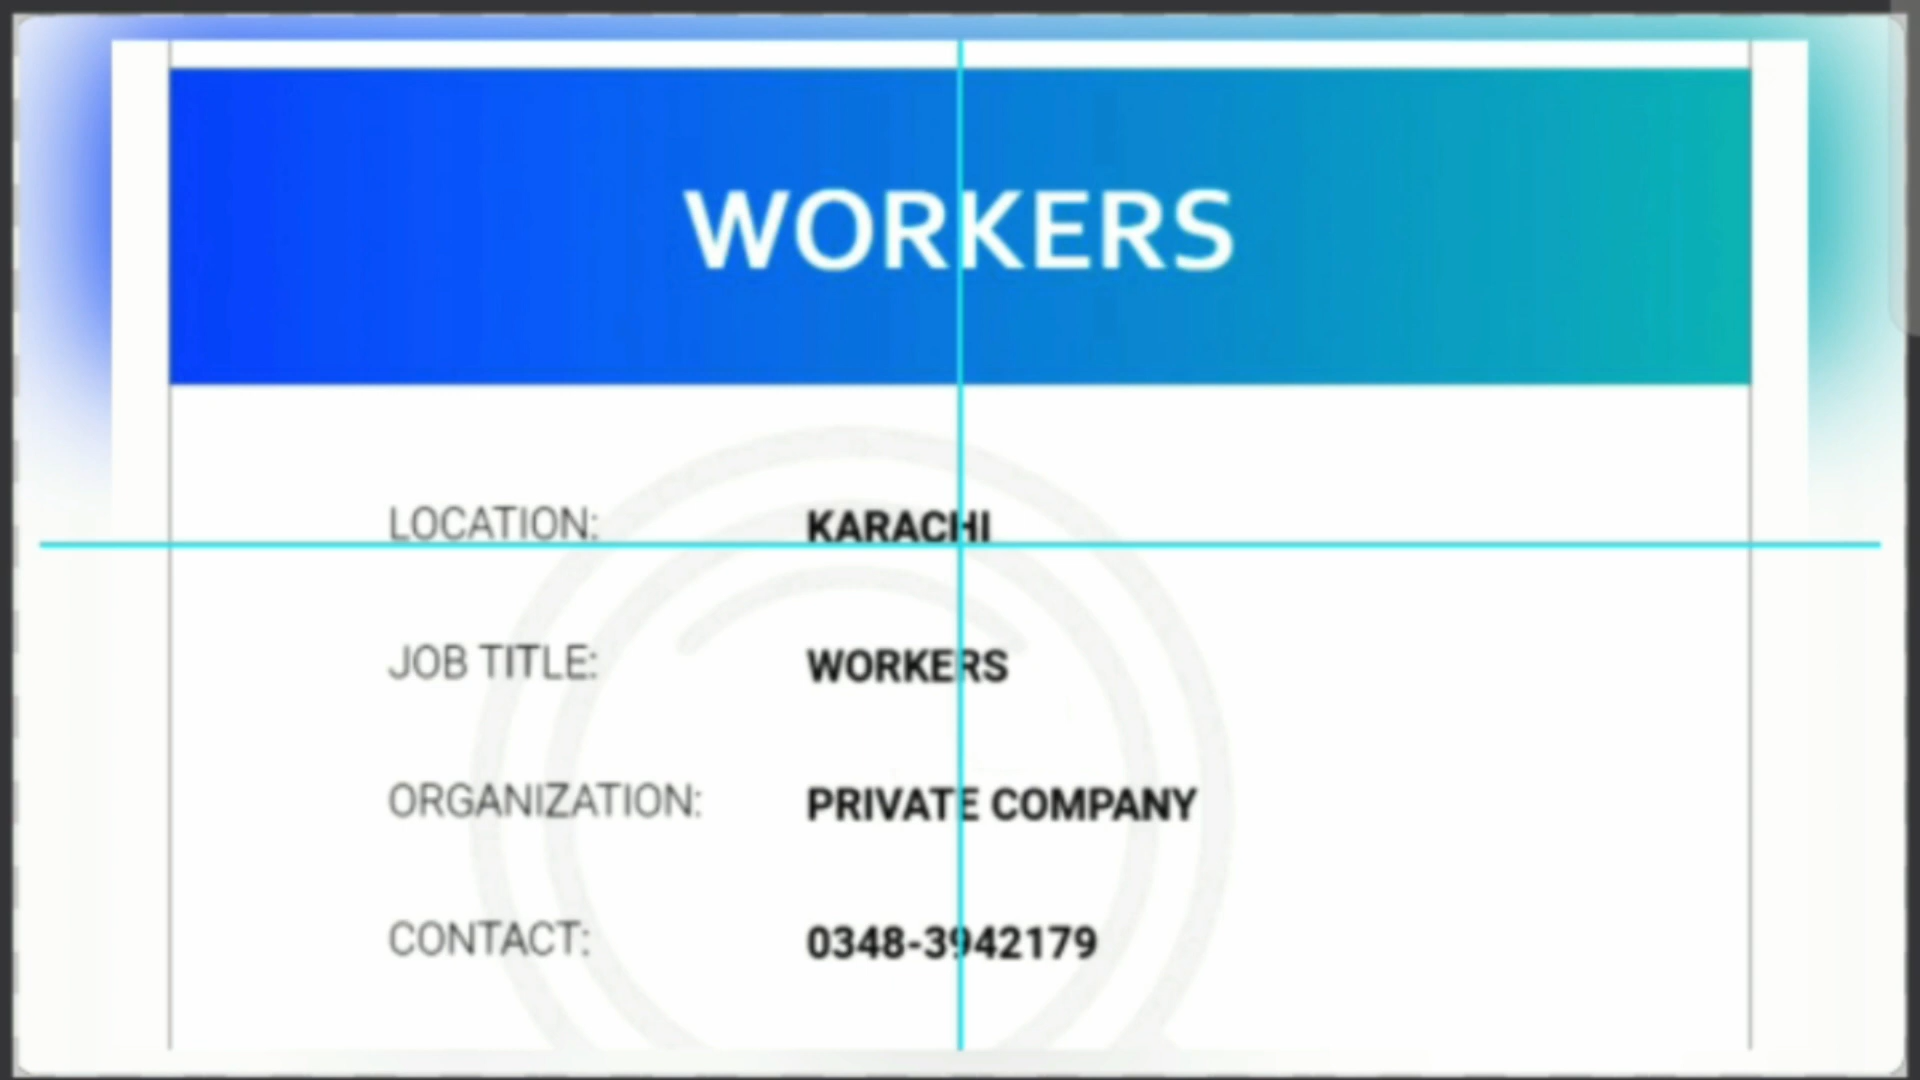 WORKERS
LOCATION: KARACHI
JOB TITLE: WORKERS
ORGANIZATION: PRIVATE COMPANY
CONTACT: 0348-3942179